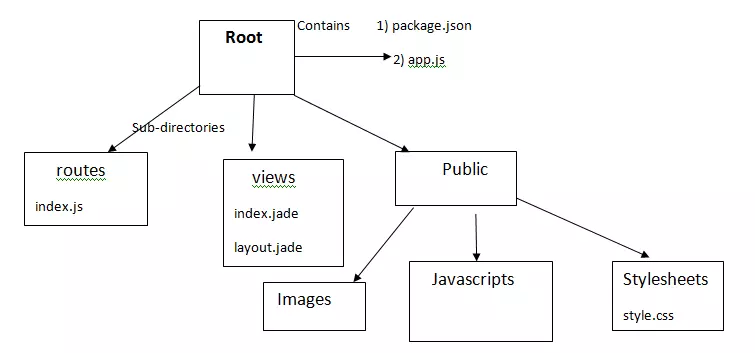 Root
Contains
1) package.json
2) app.js
Sub-directories
routes
index.js
views
index.jade
layout.jade
Public
Images
Javascripts
Stylesheets
style.css